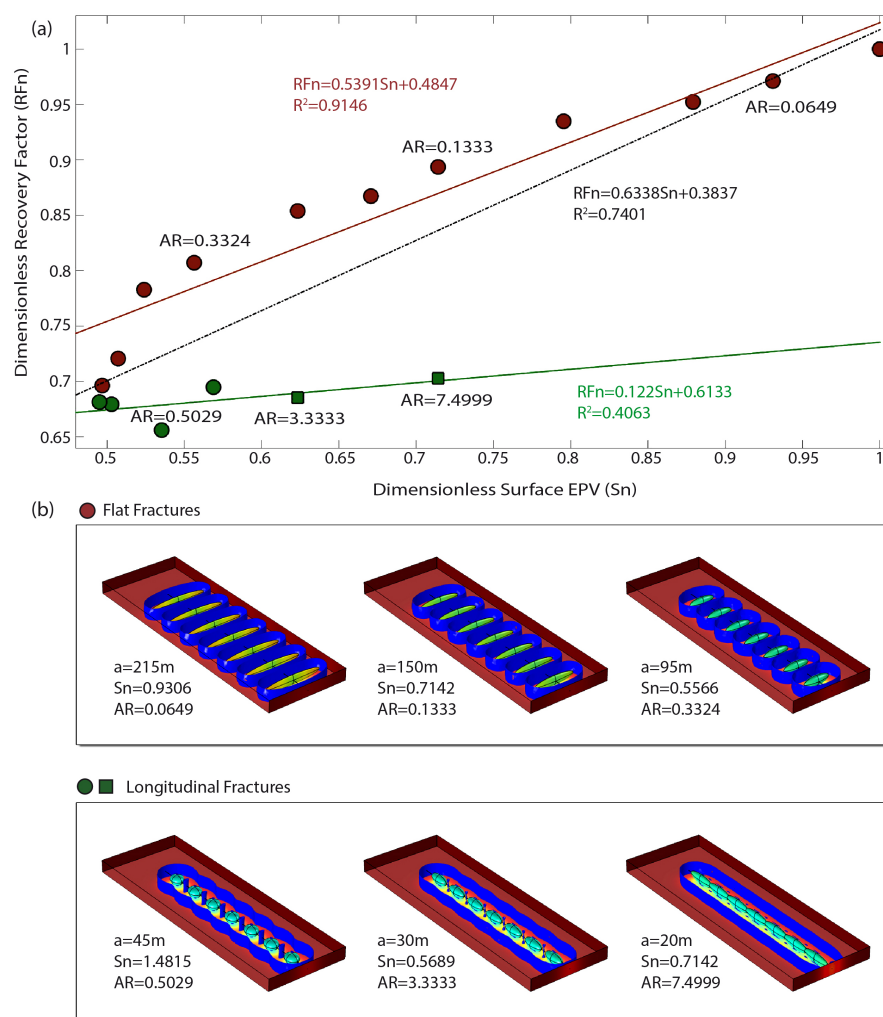 (a)
Dimensionless Recovery Factor (RFn)
1
0.95
0.9
0.85
0.8
0.75
0.7
0.65
RFn=0.5391Sn+0.4847
R²=0.9146
AR=0.0649
AR=0.1333
RFn=0.6338Sn+0.3837
R²=0.7401
AR=0.3324
AR=0.5029
AR=3.3333
AR=7.4999
RFn=0.122Sn+0.6133
R²=0.4063
0.5
0.55
0.6
0.65
0.7
0.75
0.8
0.85
0.9
0.95
1
Dimensionless Surface EPV (Sn)
(b)
Flat Fractures
a=215m
Sn=0.9306
AR=0.0649
a=150m
Sn=0.7142
AR=0.1333
a=95m
Sn=0.5566
AR=0.3324
Longitudinal Fractures
a=45m
Sn=1.4815
AR=0.5029
a=30m
Sn=0.5689
AR=3.3333
a=20m
Sn=0.7142
AR=7.4999